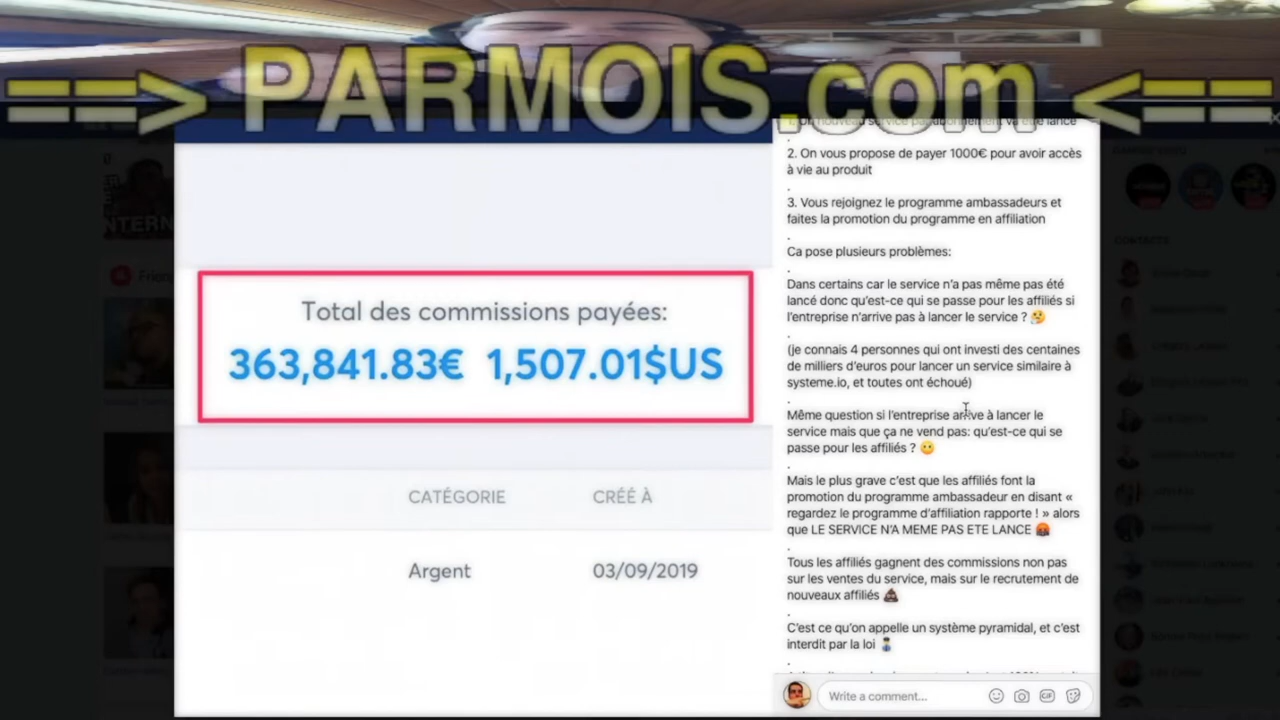 ==> PARMOIS.com <==
2. On vous propose de payer 1000€ pour avoir accès
à vie au produit
.
3. Vous rejoignez le programme ambassadeurs et
faites la promotion du programme en affiliation
.
Ca pose plusieurs problèmes:
.
Dans certains car le service n'a pas même pas été
lancé donc qu'est-ce qui se passe pour les affiliés si
l'entreprise n'arrive pas à lancer le service ? 🤔
.
(je connais 4 personnes qui ont investi des centaines
de milliers d'euros pour lancer un service similaire à
systeme.io, et toutes ont échoué)
.
Même question si l'entreprise arrive à lancer le
service mais que ça ne vend pas: qu'est-ce qui se
passe pour les affiliés ? 😬
.
Mais le plus grave c'est que les affiliés font la
promotion du programme ambassadeur en disant «
regardez le programme d'affiliation rapporte ! » alors
que LE SERVICE N'A MEME PAS ETE LANCE 😡
.
Tous les affiliés gagnent des commissions non pas
sur les ventes du service, mais sur le recrutement de
nouveaux affiliés 💩
.
C'est ce qu'on appelle un système pyramidal, et c'est
interdit par la loi 👮
.
Write a comment...
Total des commissions payées:
363,841.83€ 1,507.01$US
CATÉGORIE CRÉÉ À
Argent 03/09/2019
CONTACTS